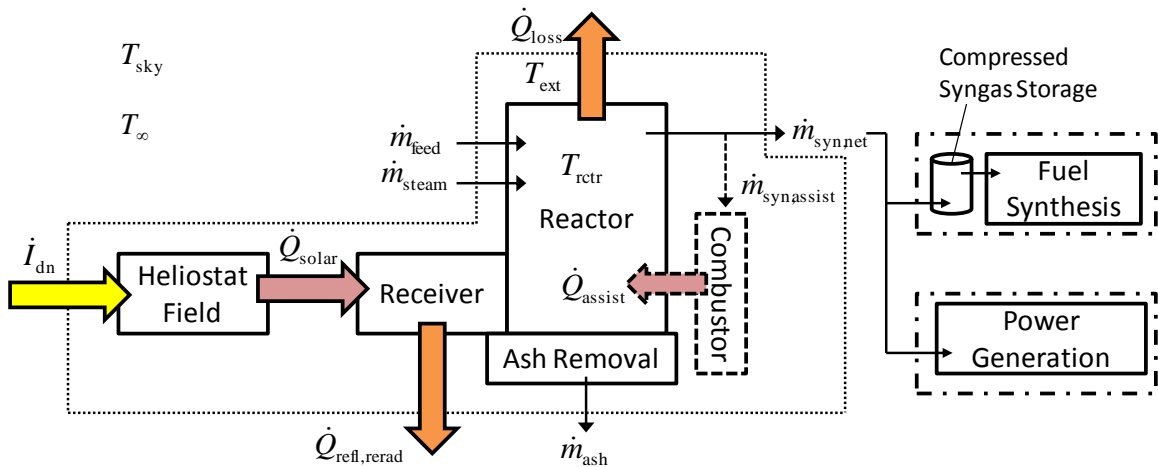 Q̇loss
Tsky
Text
T∞
Compressed
Syngas Storage
ṁfeed
ṁsteam
Trctr
Reactor
ṁsyn,net
ṁsyn,assist
Fuel
Synthesis
İdn
Heliostat
Field
Q̇solar
Receiver
Q̇assist
Combustor
Power
Generation
Ash Removal
Q̇refl,rerad
ṁash